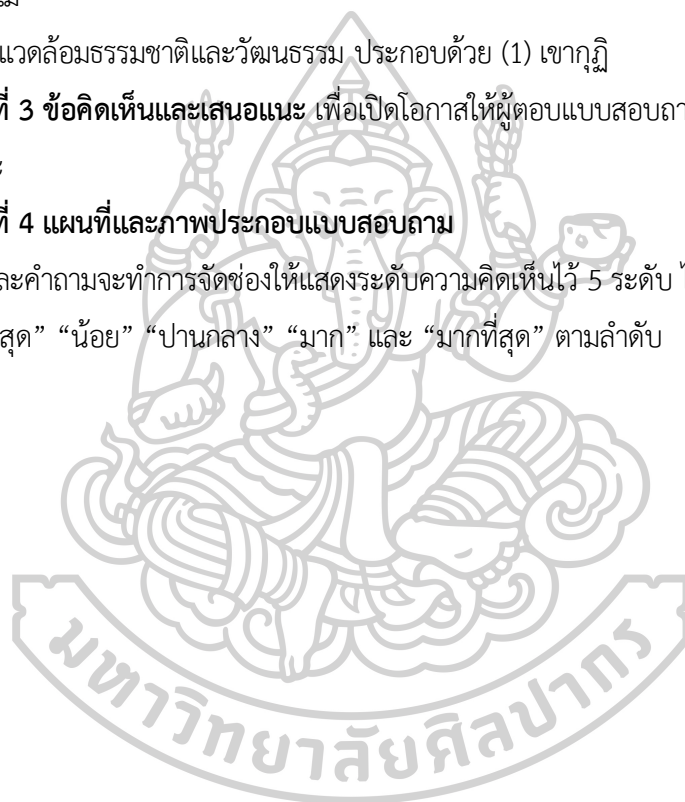 แวดล้อมธรรมชาติและวัฒนธรรม ประกอบด้วย (1) เขากุฏิ
ที่ 3 ข้อคิดเห็นและเสนอแนะ เพื่อเปิดโอกาสให้ผู้ตอบแบบสอบถา
ที่ 4 แผนที่และภาพประกอบแบบสอบถาม
ละคำถามจะทำการจัดช่องให้แสดงระดับความคิดเห็นไว้ 5 ระดับ ไ
สุด” “น้อย” “ปานกลาง” “มาก” และ “มากที่สุด” ตามลำดับ
มหาวิทยาลัยศิลปากร